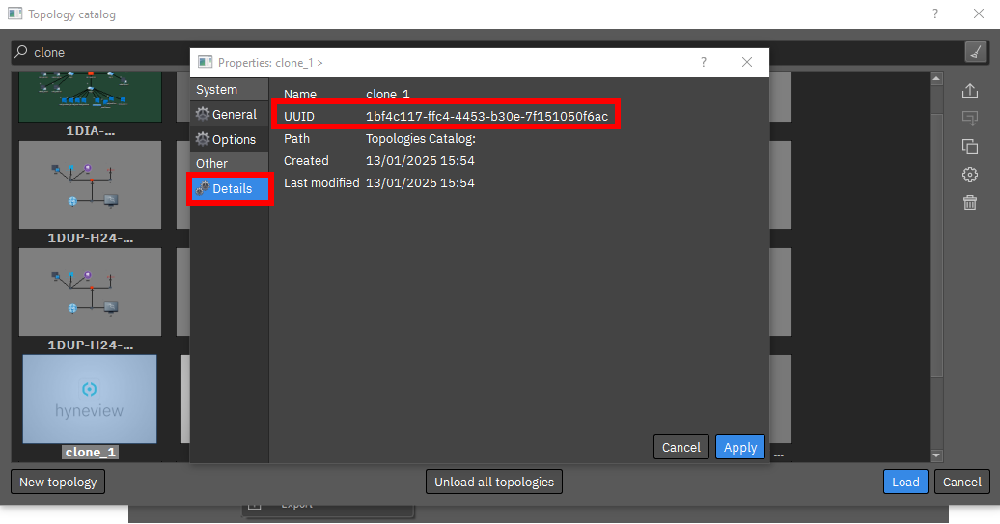 Topology catalog
?
clone
Properties: clone_1 >
?
System
General
Options
Other
Details
Name clone_1
UUID 1bf4c117-ffc4-4453-b30e-7f151050f6ac
Path Topologies Catalog:
Created 13/01/2025 15:54
Last modified 13/01/2025 15:54
1DIA-...
1DUP-H24-...
1DUP-H24-...
hyneview
clone_1
...
Cancel
Apply
New topology
Unload all topologies
Load
Cancel
Export